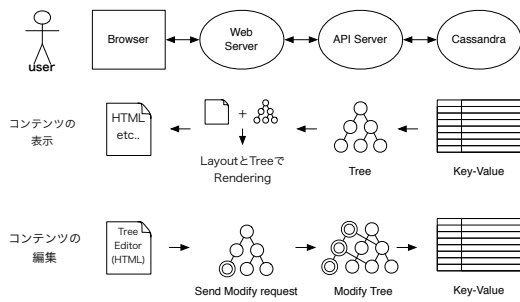 user
Browser
Web
Server
API Server
Cassandra
コンテンツの
表示
HTML
etc..
+
LayoutとTreeで
Rendering
Tree
Key-Value
コンテンツの
編集
Tree
Editor
(HTML)
Send Modify request
Modify Tree
Key-Value